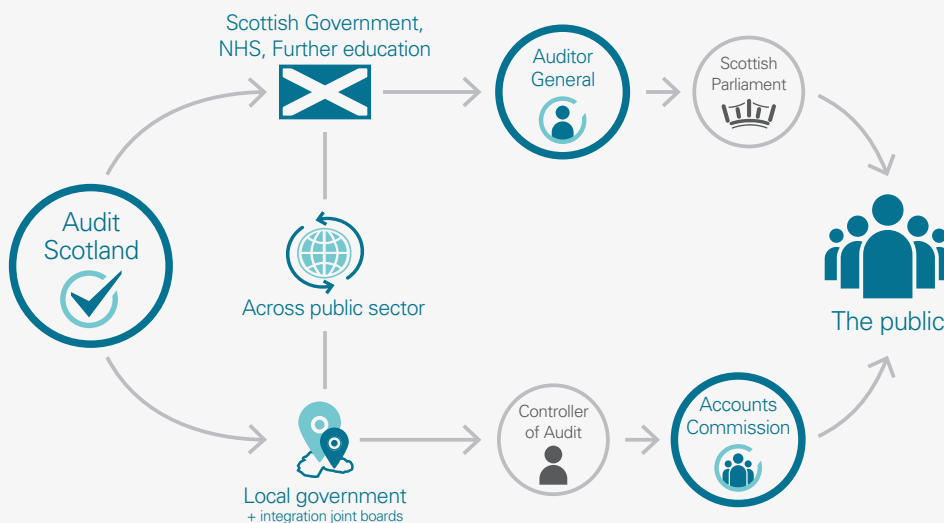 Scottish Government,
NHS, Further education
Auditor
General
Scottish
Parliament
Audit
Scotland
Across public sector
The public
Controller
of Audit
Accounts
Commission
Local government
+ integration joint boards